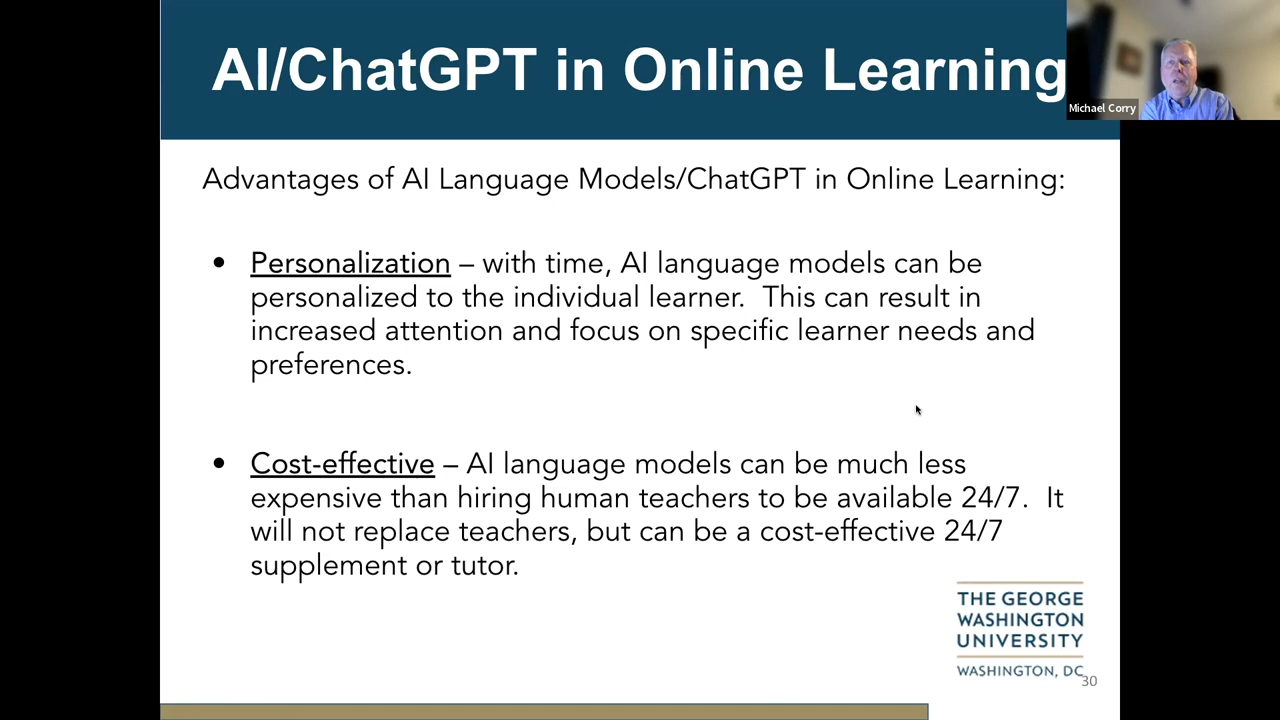 AI/ChatGPT in Online Learning
Michael Corry
Advantages of AI Language Models/ChatGPT in Online Learning:
• Personalization – with time, AI language models can be
personalized to the individual learner.  This can result in
increased attention and focus on specific learner needs and
preferences.
• Cost-effective – AI language models can be much less
expensive than hiring human teachers to be available 24/7.  It
will not replace teachers, but can be a cost-effective 24/7
supplement or tutor.
THE GEORGE
WASHINGTON
UNIVERSITY
WASHINGTON, DC
30